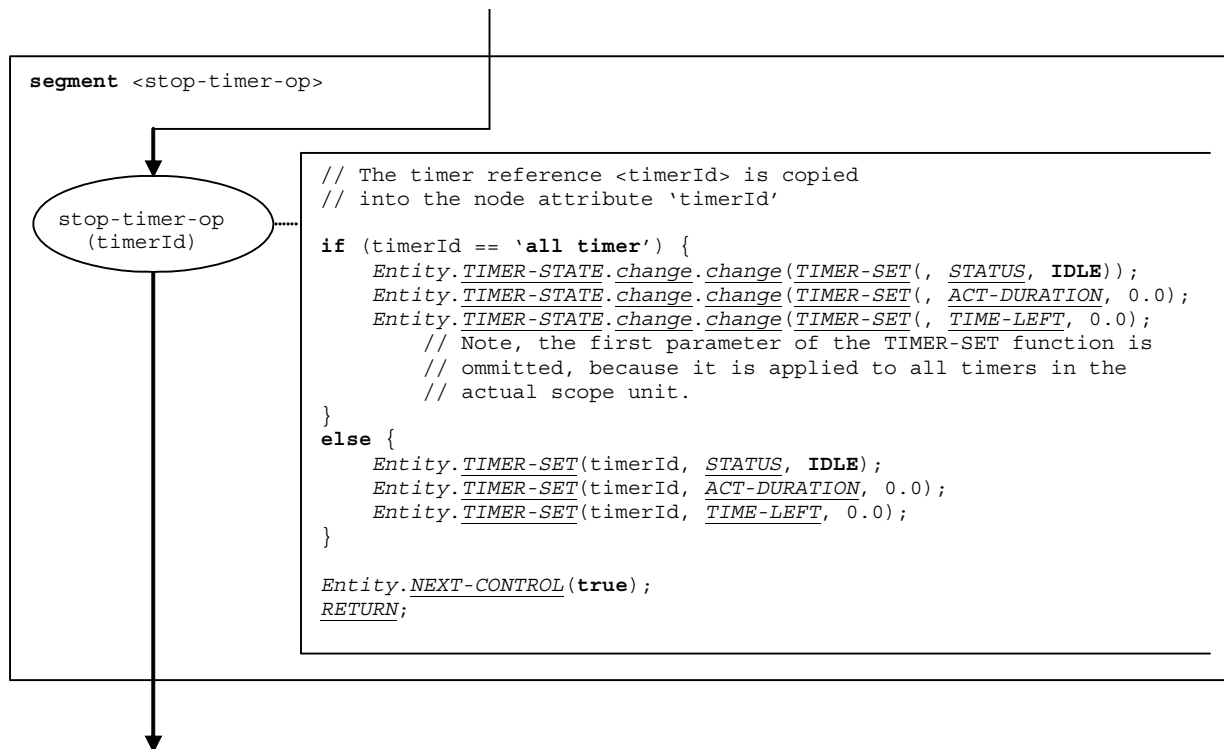 segment <stop-timer-op>
stop-timer-op
(timerId)
// The timer reference <timerId> is copied
// into the node attribute ‘timerId’
if (timerId == ‘all timer’) {
Entity.TIMER-STATE.change.change(TIMER-SET(, STATUS, IDLE));
Entity.TIMER-STATE.change.change(TIMER-SET(, ACT-DURATION, 0.0);
Entity.TIMER-STATE.change.change(TIMER-SET(, TIME-LEFT, 0.0);
// Note, the first parameter of the TIMER-SET function is
// ommitted, because it is applied to all timers in the
// actual scope unit.
}
else {
Entity.TIMER-SET(timerId, STATUS, IDLE);
Entity.TIMER-SET(timerId, ACT-DURATION, 0.0);
Entity.TIMER-SET(timerId, TIME-LEFT, 0.0);
}
Entity.NEXT-CONTROL(true);
RETURN;